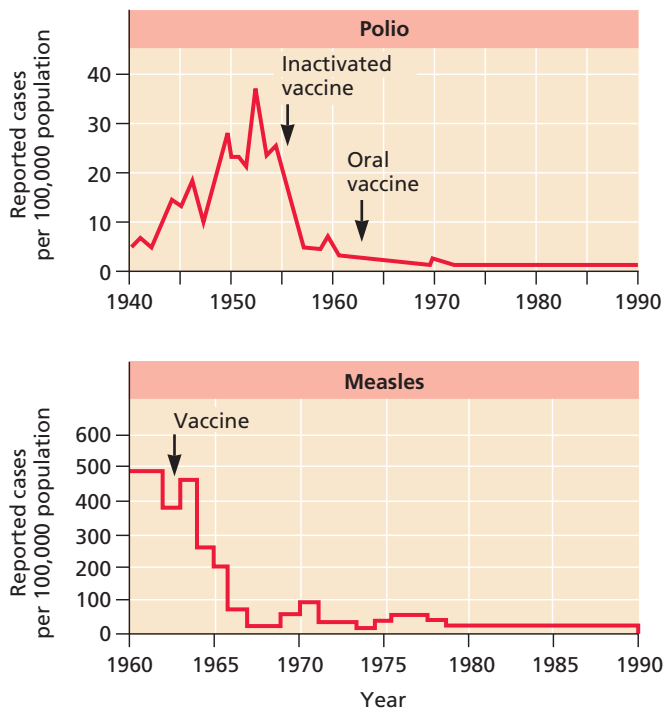 Polio
Reported cases
per 100,000 population
40
30
20
10
0
Inactivated
vaccine
Oral
vaccine
1940 1950 1960 1970 1980 1990
Measles
Reported cases
per 100,000 population
600
500
400
300
200
100
0
Vaccine
1960 1965 1970 1975 1980 1985 1990
Year